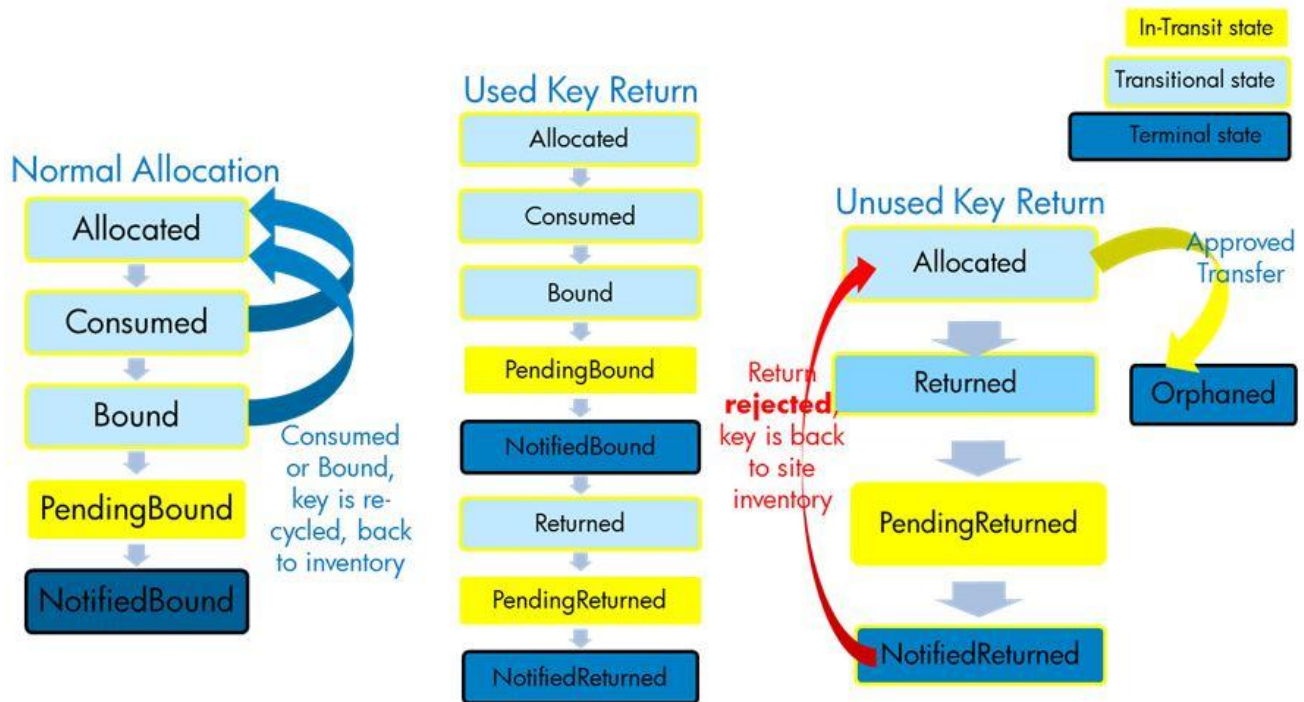 In-Transit state
Transitional state
Terminal state
Normal Allocation
Allocated
Consumed
Bound
PendingBound
NotifiedBound
Consumed
or Bound,
key is re-
cycled, back
to inventory
Used Key Return
Allocated
Consumed
Bound
PendingBound
NotifiedBound
Returned
PendingReturned
NotifiedReturned
Unused Key Return
Allocated
Returned
PendingReturned
NotifiedReturned
Return
rejected,
key is back
to site
inventory
Approved
Transfer
Orphaned